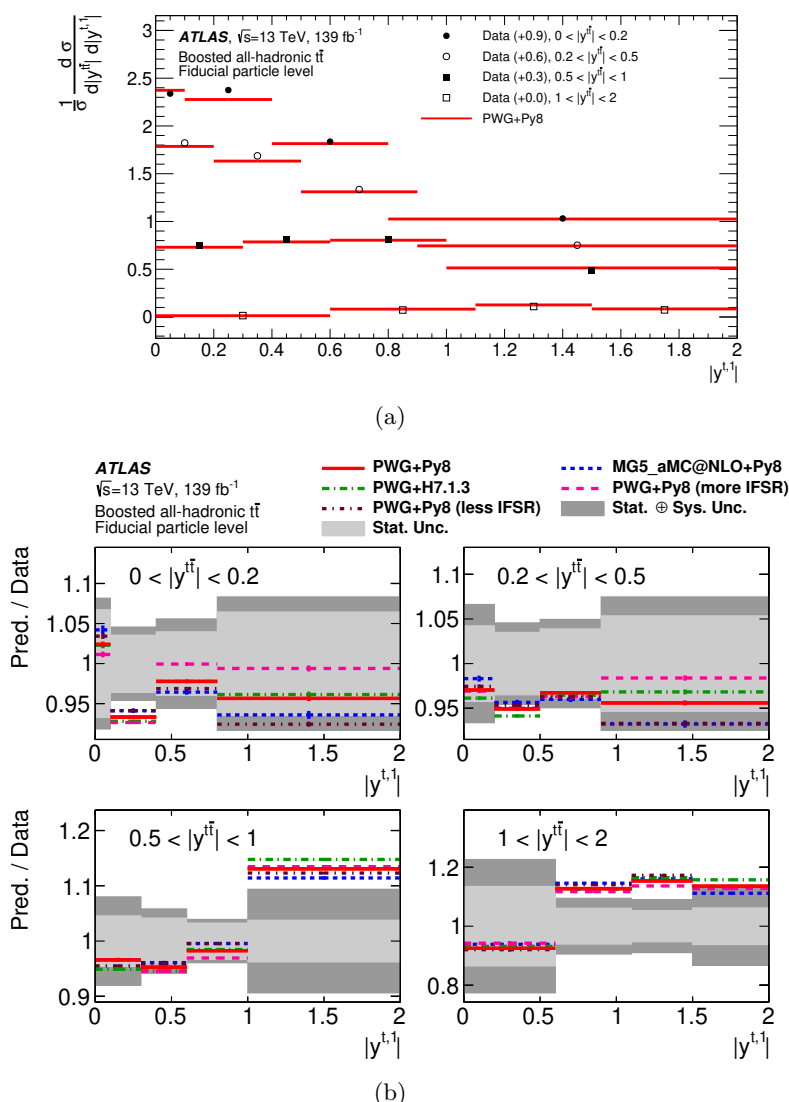 ATLAS, √s=13 TeV, 139 fb⁻¹
Boosted all-hadronic tt̄
Fiducial particle level
Data (+0.9), 0 < |y^{tt̄}| < 0.2
Data (+0.6), 0.2 < |y^{tt̄}| < 0.5
Data (+0.3), 0.5 < |y^{tt̄}| < 1
Data (+0.0), 1 < |y^{tt̄}| < 2
PWG+Py8
1/σ d σ / d|y^{tt̄}| d|y^{t,1}|
3
2.5
2
1.5
1
0.5
0
0 0.2 0.4 0.6 0.8 1 1.2 1.4 1.6 1.8 2
|y^{t,1}|
(a)
ATLAS
√s=13 TeV, 139 fb⁻¹
Boosted all-hadronic tt̄
Fiducial particle level
PWG+Py8
PWG+H7.1.3
PWG+Py8 (less IFSR)
Stat. Unc.
MG5_aMC@NLO+Py8
PWG+Py8 (more IFSR)
Stat. ⊕ Sys. Unc.
Pred. / Data
0 < |y^{tt̄}| < 0.2
1.1
1.05
1
0.95
0 0.5 1 1.5 2
|y^{t,1}|
0.2 < |y^{tt̄}| < 0.5
1.1
1.05
1
0.95
0 0.5 1 1.5 2
|y^{t,1}|
Pred. / Data
0.5 < |y^{tt̄}| < 1
1.2
1.1
1
0.9
0 0.5 1 1.5 2
|y^{t,1}|
1 < |y^{tt̄}| < 2
1.2
1
0.8
0 0.5 1 1.5 2
|y^{t,1}|
(b)